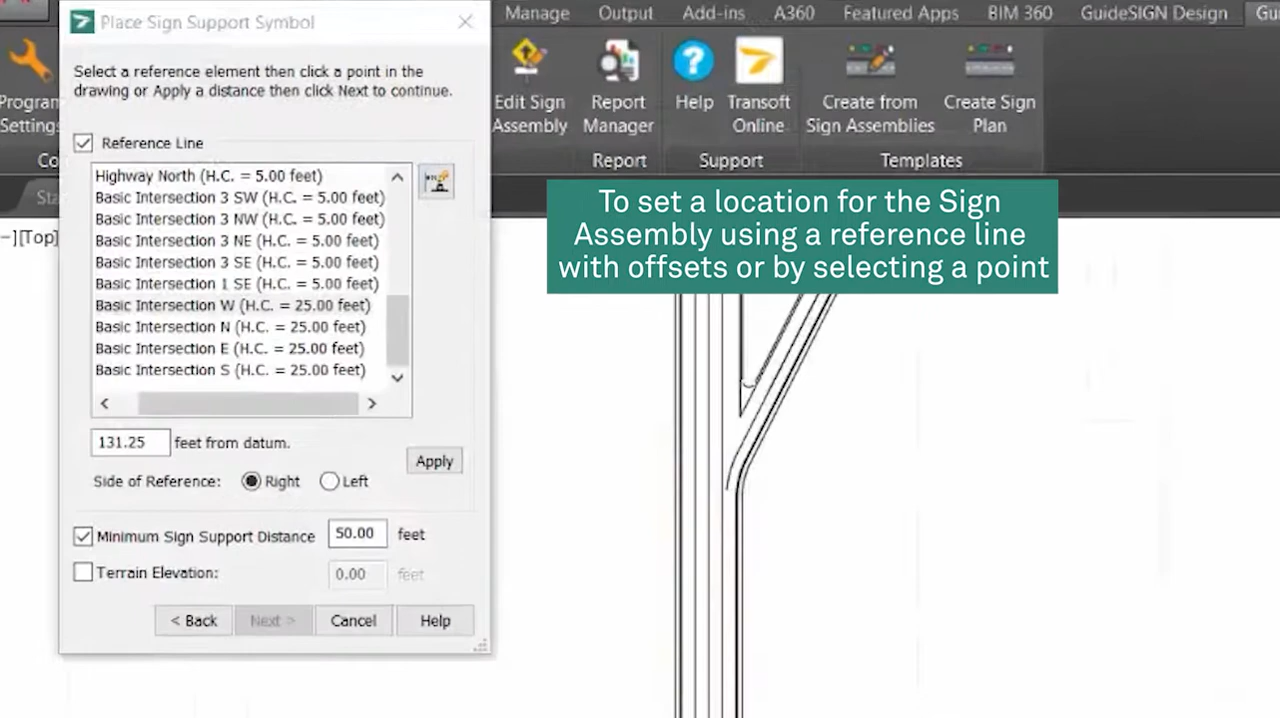 Place Sign Support Symbol
Manage
Output
Add-ins
A360
Featured Apps
BIM 360
GuideSIGN Design
Select a reference element then click a point in the
drawing or Apply a distance then click Next to continue.
Program
Settings
Edit Sign
Assembly
Report
Manager
Help
Transoft
Online
Create from
Sign Assemblies
Create Sign
Plan
Report
Support
Templates
Reference Line
Highway North (H.C. = 5.00 feet)
Basic Intersection 3 SW (H.C. = 5.00 feet)
Basic Intersection 3 NW (H.C. = 5.00 feet)
Basic Intersection 3 NE (H.C. = 5.00 feet)
Basic Intersection 3 SE (H.C. = 5.00 feet)
Basic Intersection 1 SE (H.C. = 5.00 feet)
Basic Intersection W (H.C. = 25.00 feet)
Basic Intersection N (H.C. = 25.00 feet)
Basic Intersection E (H.C. = 25.00 feet)
Basic Intersection S (H.C. = 25.00 feet)
131.25 feet from datum.
Apply
Side of Reference: Right Left
Minimum Sign Support Distance 50.00 feet
Terrain Elevation: 0.00 feet
< Back
Next >
Cancel
Help
−][Top]
To set a location for the Sign
Assembly using a reference line
with offsets or by selecting a point